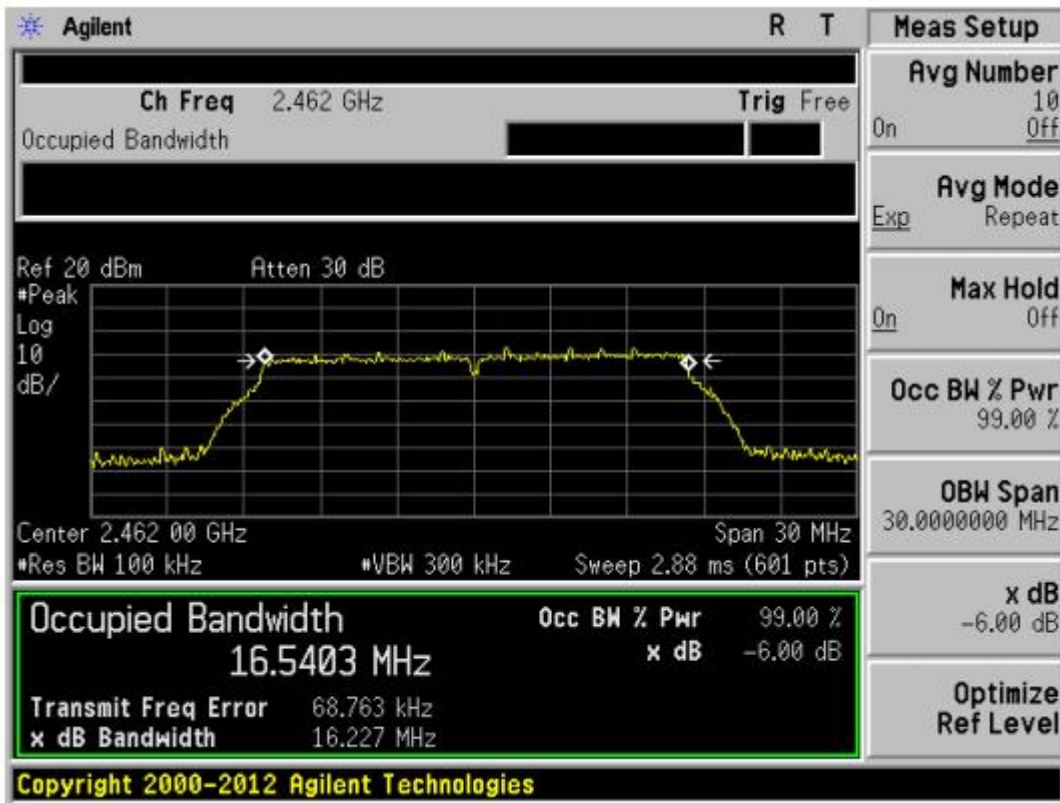 Agilent R T
Ch Freq 2.462 GHz Trig Free
Occupied Bandwidth
Ref 20 dBm Atten 30 dB
#Peak
Log
10
dB/
Center 2.462 00 GHz Span 30 MHz
#Res BW 100 kHz #VBW 300 kHz Sweep 2.88 ms (601 pts)
Occupied Bandwidth Occ BW % Pwr 99.00 %
16.5403 MHz x dB -6.00 dB
Transmit Freq Error 68.763 kHz
x dB Bandwidth 16.227 MHz
Copyright 2000-2012 Agilent Technologies
Meas Setup
Avg Number
10
On Off
Avg Mode
Exp Repeat
Max Hold
On Off
Occ BW % Pwr
99.00 %
OBW Span
30.0000000 MHz
x dB
-6.00 dB
Optimize
Ref Level